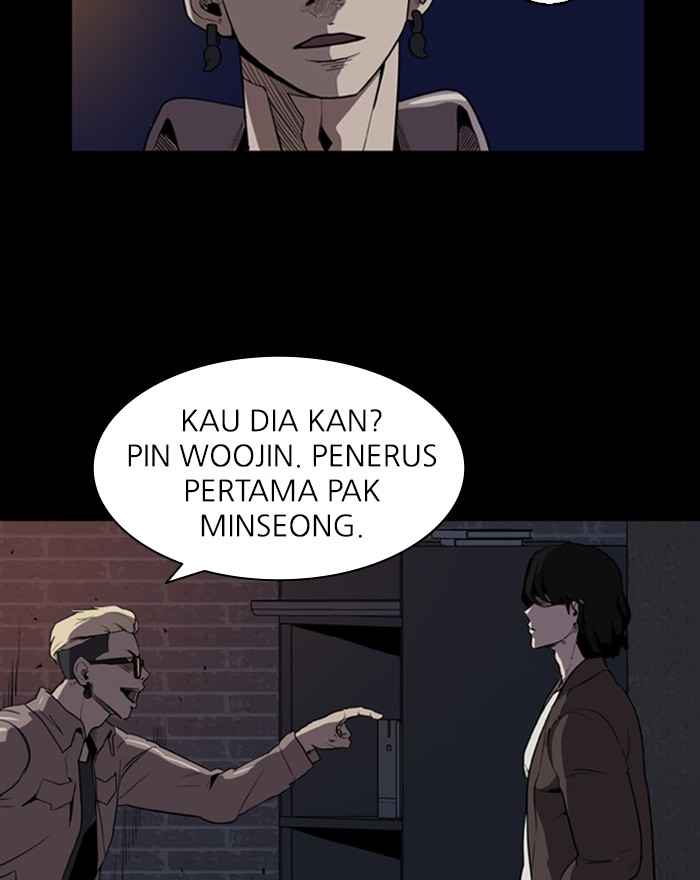 KAU DIA KAN?
PIN WOOJIN. PENERUS
PERTAMA PAK
MINSEONG.